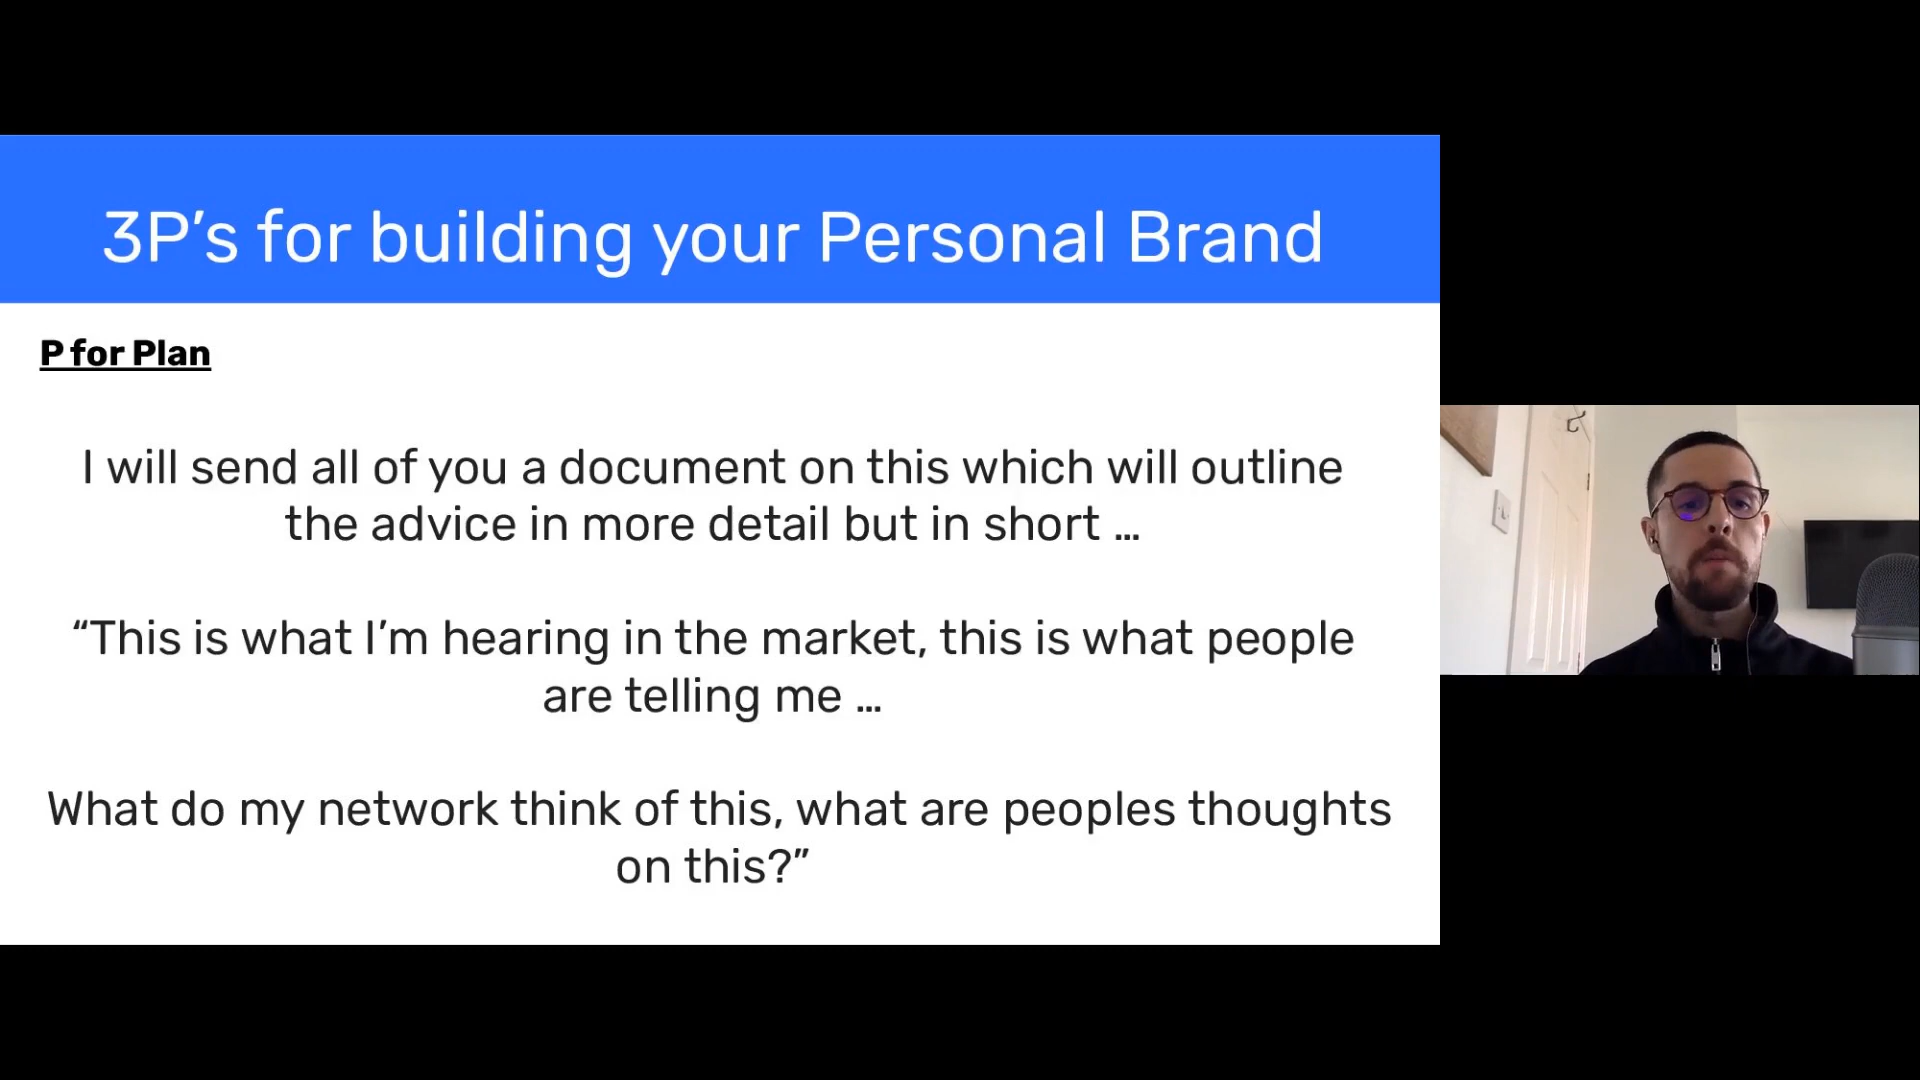 3P’s for building your Personal Brand
P for Plan
I will send all of you a document on this which will outline
the advice in more detail but in short ...
“This is what I’m hearing in the market, this is what people
are telling me ...
What do my network think of this, what are peoples thoughts
on this?”